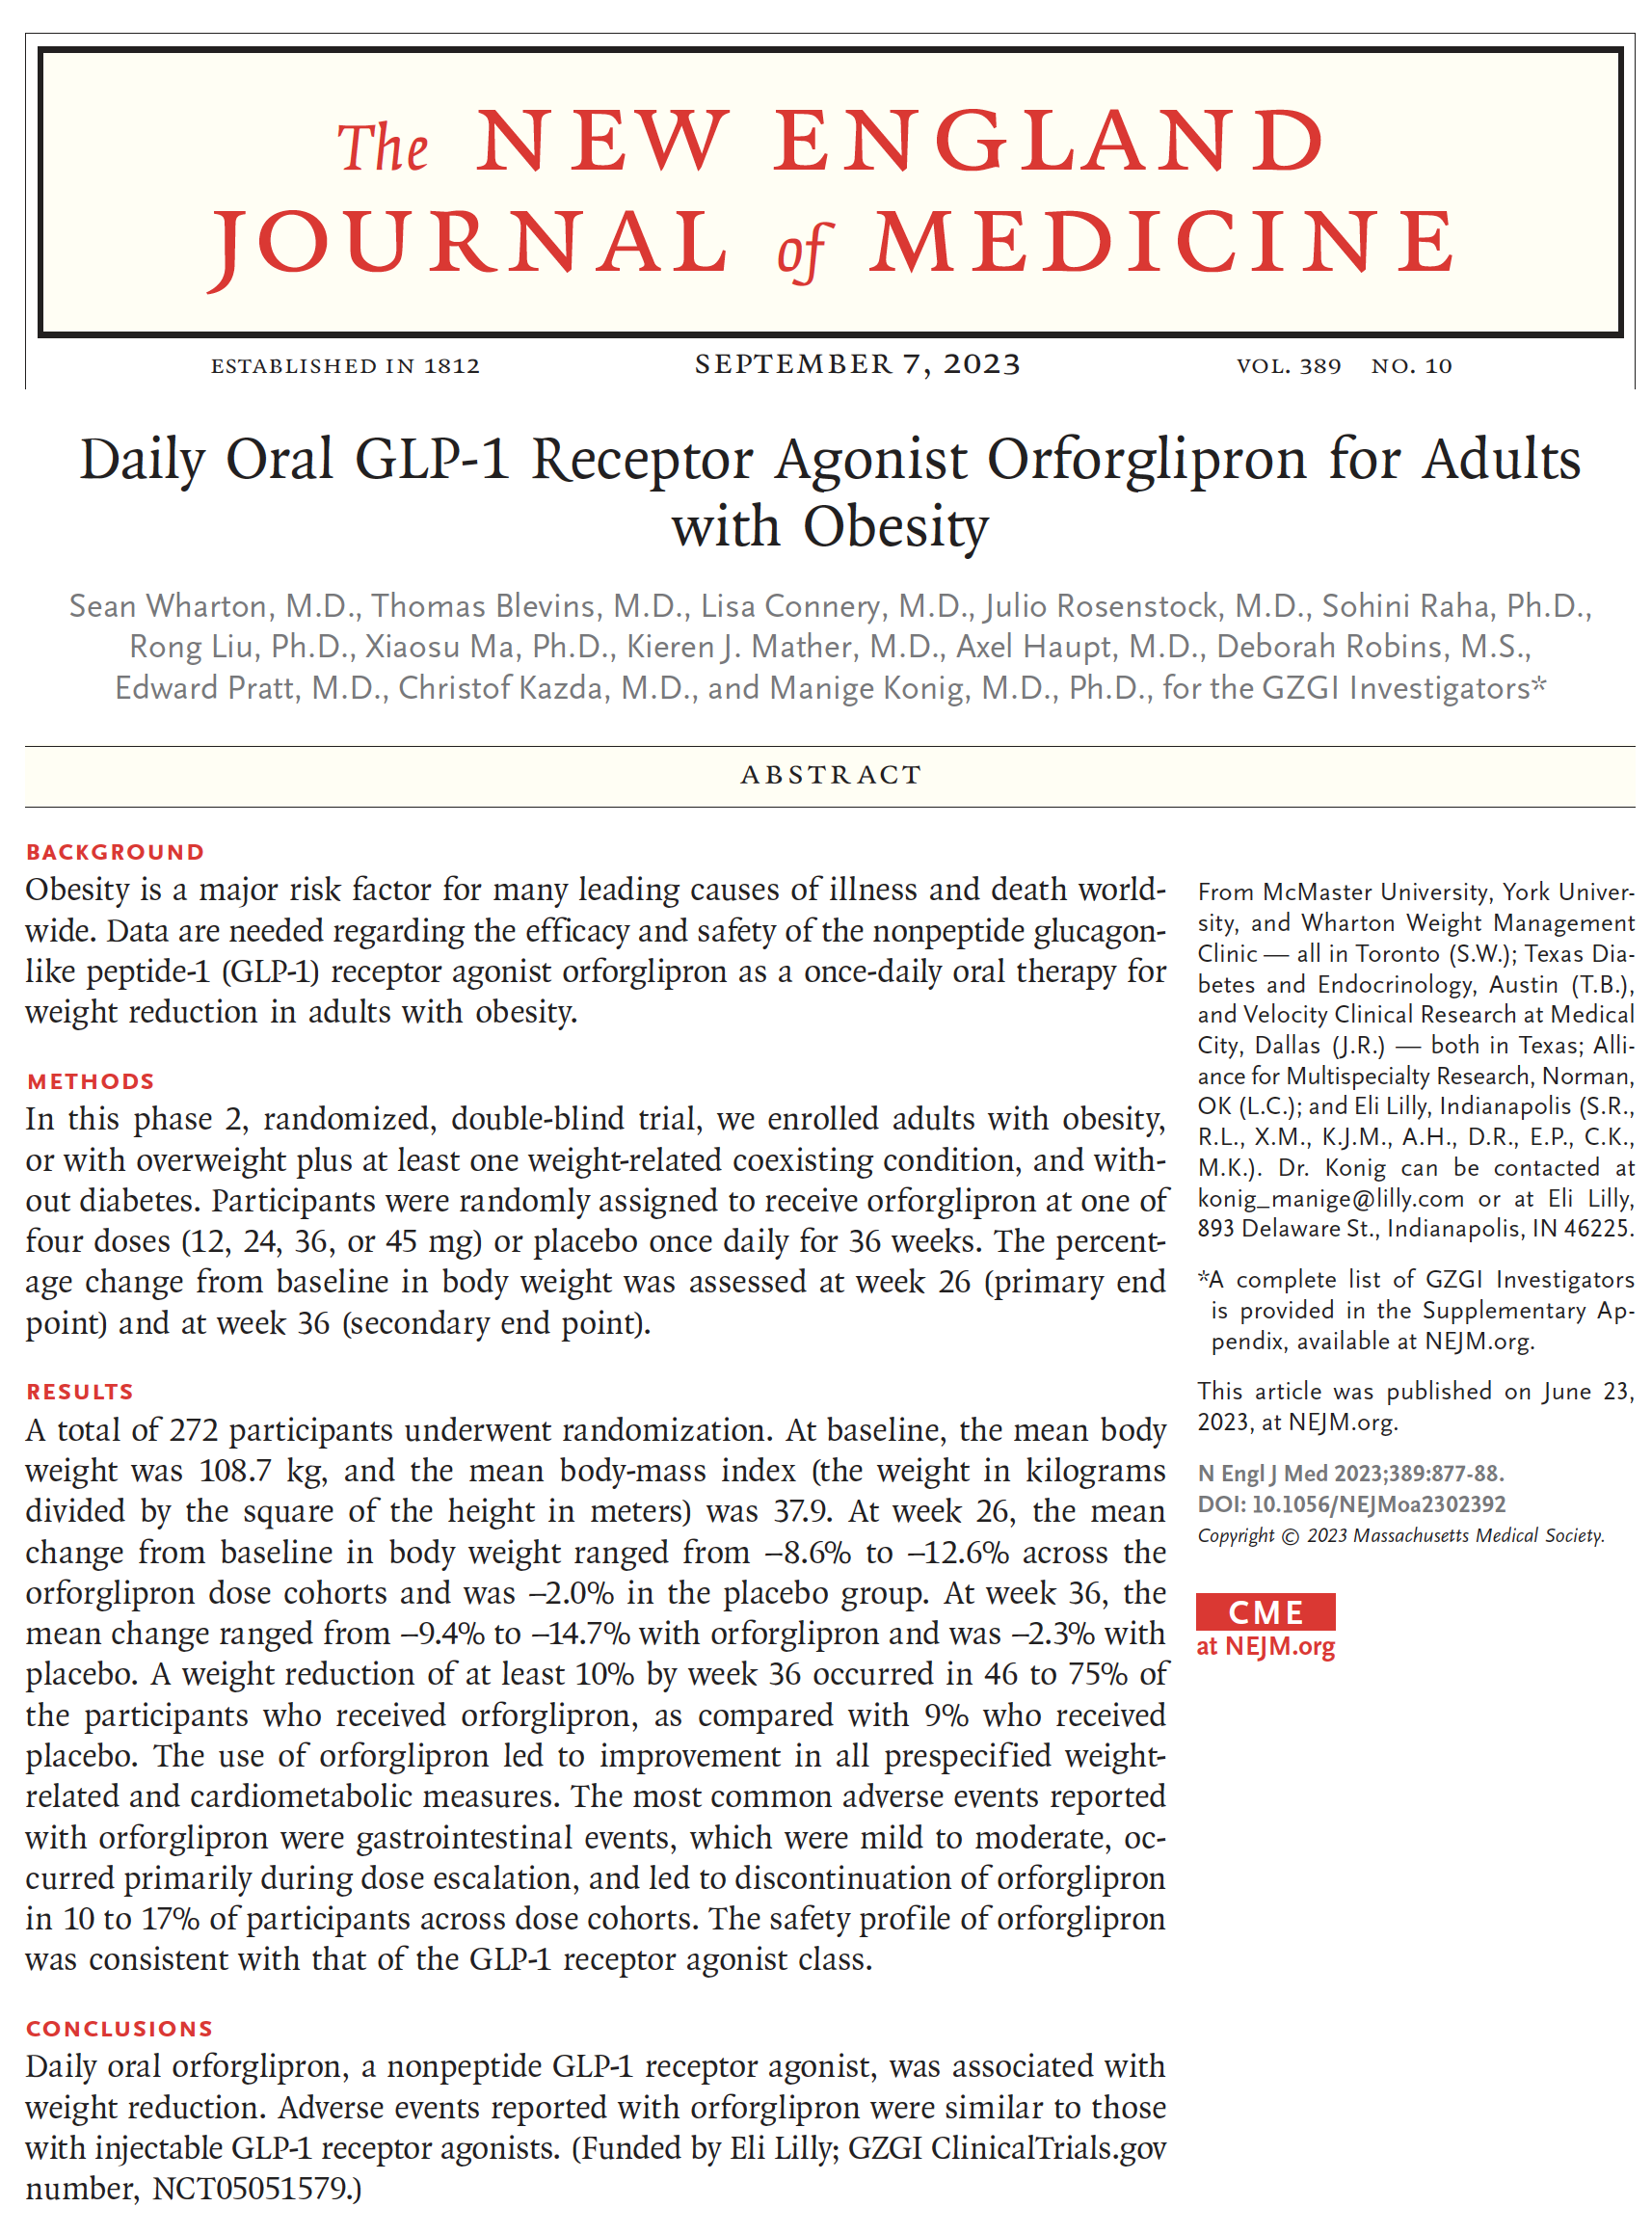 The NEW ENGLAND
JOURNAL of MEDICINE
ESTABLISHED IN 1812 SEPTEMBER 7, 2023 VOL. 389 NO. 10
Daily Oral GLP-1 Receptor Agonist Orforglipron for Adults
with Obesity
Sean Wharton, M.D., Thomas Blevins, M.D., Lisa Connery, M.D., Julio Rosenstock, M.D., Sohini Raha, Ph.D.,
Rong Liu, Ph.D., Xiaosu Ma, Ph.D., Kieren J. Mather, M.D., Axel Haupt, M.D., Deborah Robins, M.S.,
Edward Pratt, M.D., Christof Kazda, M.D., and Manige Konig, M.D., Ph.D., for the GZGI Investigators*
ABSTRACT
BACKGROUND
Obesity is a major risk factor for many leading causes of illness and death world-
wide. Data are needed regarding the efficacy and safety of the nonpeptide glucagon-
like peptide-1 (GLP-1) receptor agonist orforglipron as a once-daily oral therapy for
weight reduction in adults with obesity.
METHODS
In this phase 2, randomized, double-blind trial, we enrolled adults with obesity,
or with overweight plus at least one weight-related coexisting condition, and with-
out diabetes. Participants were randomly assigned to receive orforglipron at one of
four doses (12, 24, 36, or 45 mg) or placebo once daily for 36 weeks. The percent-
age change from baseline in body weight was assessed at week 26 (primary end
point) and at week 36 (secondary end point).
RESULTS
A total of 272 participants underwent randomization. At baseline, the mean body
weight was 108.7 kg, and the mean body-mass index (the weight in kilograms
divided by the square of the height in meters) was 37.9. At week 26, the mean
change from baseline in body weight ranged from −8.6% to −12.6% across the
orforglipron dose cohorts and was −2.0% in the placebo group. At week 36, the
mean change ranged from −9.4% to −14.7% with orforglipron and was −2.3% with
placebo. A weight reduction of at least 10% by week 36 occurred in 46 to 75% of
the participants who received orforglipron, as compared with 9% who received
placebo. The use of orforglipron led to improvement in all prespecified weight-
related and cardiometabolic measures. The most common adverse events reported
with orforglipron were gastrointestinal events, which were mild to moderate, oc-
curred primarily during dose escalation, and led to discontinuation of orforglipron
in 10 to 17% of participants across dose cohorts. The safety profile of orforglipron
was consistent with that of the GLP-1 receptor agonist class.
CONCLUSIONS
Daily oral orforglipron, a nonpeptide GLP-1 receptor agonist, was associated with
weight reduction. Adverse events reported with orforglipron were similar to those
with injectable GLP-1 receptor agonists. (Funded by Eli Lilly; GZGI ClinicalTrials.gov
number, NCT05051579.)
From McMaster University, York Univer-
sity, and Wharton Weight Management
Clinic — all in Toronto (S.W.); Texas Dia-
betes and Endocrinology, Austin (T.B.),
and Velocity Clinical Research at Medical
City, Dallas (J.R.) — both in Texas; Alli-
ance for Multispecialty Research, Norman,
OK (L.C.); and Eli Lilly, Indianapolis (S.R.,
R.L., X.M., K.J.M., A.H., D.R., E.P., C.K.,
M.K.). Dr. Konig can be contacted at
konig_manige@lilly.com or at Eli Lilly,
893 Delaware St., Indianapolis, IN 46225.
*A complete list of GZGI Investigators
is provided in the Supplementary Ap-
pendix, available at NEJM.org.
This article was published on June 23,
2023, at NEJM.org.
N Engl J Med 2023;389:877-88.
DOI: 10.1056/NEJMoa2302392
Copyright © 2023 Massachusetts Medical Society.
CME
at NEJM.org